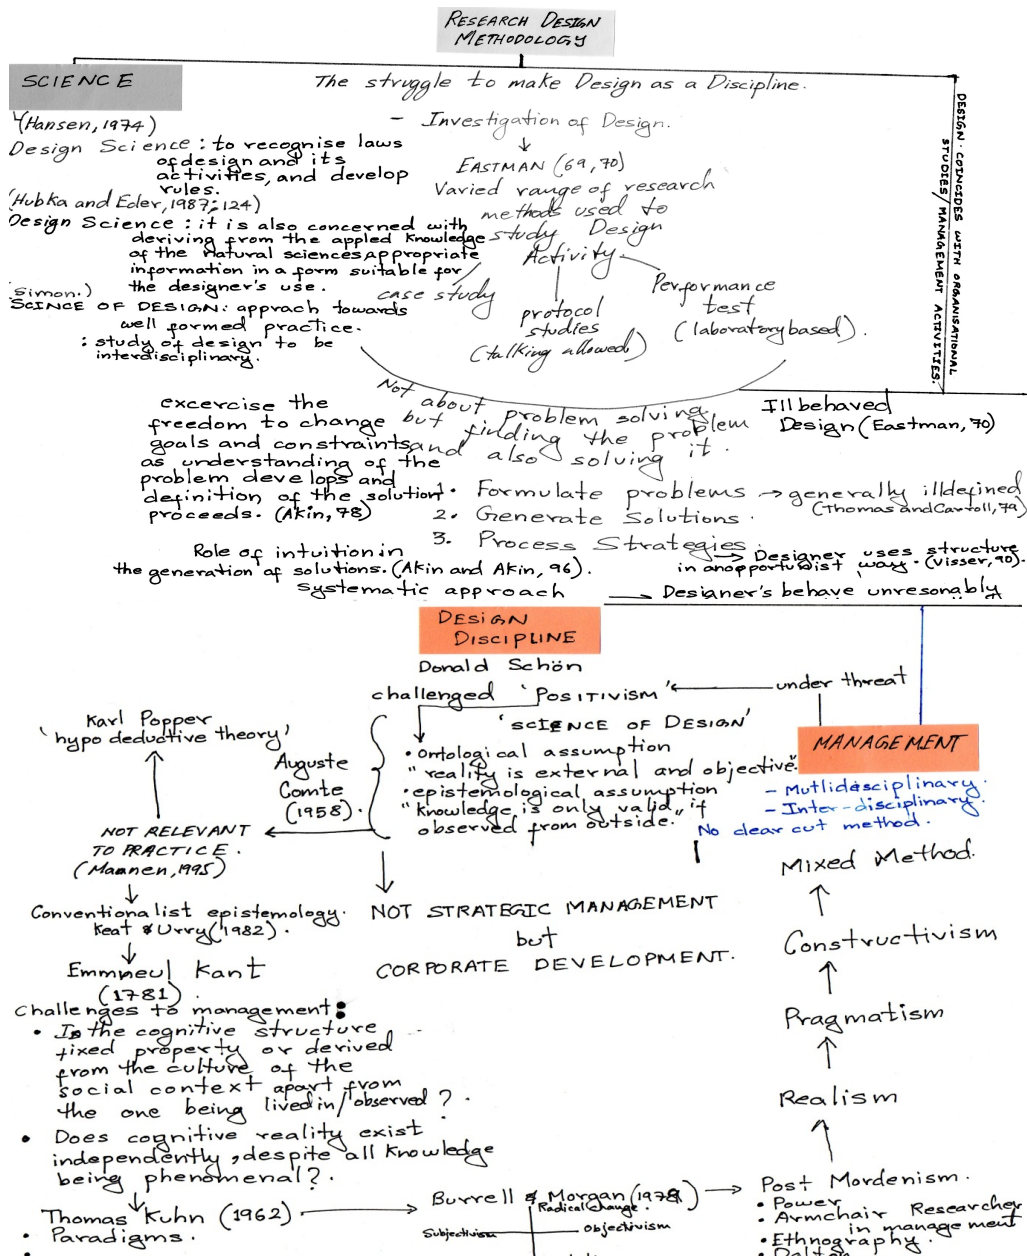 RESEARCH DESIGN
METHODOLOGY
SCIENCE
The struggle to make Design as a Discipline.
(Hansen, 1974)
Design Science : to recognise laws
of design and its
activities, and develop
rules.
(Hubka and Eder, 1987; 124)
Design Science : it is also concerned with
deriving from the appled knowledge
of the natural sciences appropriate
information in a form suitable for
the designer's use.
(Simon.)
SCINCE OF DESIGN: apprach towards
well formed practice.
: study of design to be
interdisciplinary.
- Investigation of Design.
EASTMAN (69,70)
Varied range of research
methods used to
study Design
Activity.
case study
protocol
studies
(talking allowed)
Performance
test
(laboratory based).
DESIGN COINCIDES WITH ORGANISATIONAL
STUDIES/MANAGEMENT ACTIVITIES.
Not about problem solving
but finding the problem
and also solving it.
Ill behaved
Design (Eastman, 70)
excercise the
freedom to change
goals and constraints
as understanding of the
problem develops and
definition of the solution
proceeds. (Akin, 78)
1. Formulate problems → generally illdefined
(Thomas and Carroll, 79)
2. Generate Solutions.
3. Process Strategies.
→ Designer uses structure
in an opportunist way. (Visser, 90).
Role of intuition in
the generation of solutions. (Akin and Akin, 96).
Systematic approach → Designer's behave unresonably
DESIGN
DISCIPLINE
Donald Schön
challenged 'POSITIVISM' ← under threat
'SCIENCE OF DESIGN'
• Ontological assumption
"reality is external and objective".
• epistemological assumption
"knowledge is only valid, if
observed from outside."
MANAGEMENT
- Mutlidisciplinary.
- Inter-disciplinary.
No clear cut method.
Karl Popper
'hypo deductive theory'
Auguste
Comte
(1958).
NOT RELEVANT
TO PRACTICE.
(Maanen, 1995)
Conventionalist epistemology.
Keat & Urry (1982).
Emmneul Kant
(1781).
NOT STRATEGIC MANAGEMENT
but
CORPORATE DEVELOPMENT.
Mixed Method.
Constructivism
Pragmatism
Realism
Challenges to management:
• Is the cognitive structure
fixed property or derived
from the culture of the
social context apart from
the one being lived in/observed?.
• Does cognitive reality exist
independently, despite all knowledge
being phenomenal?.
Thomas Kuhn (1962)
• Paradigms.
Burrell & Morgan (1979)
Radical change.
Subjectivism
Objectivism
Post Mordenism.
• Power
• Armchair Researcher
in management
• Ethnography.
• Dalton